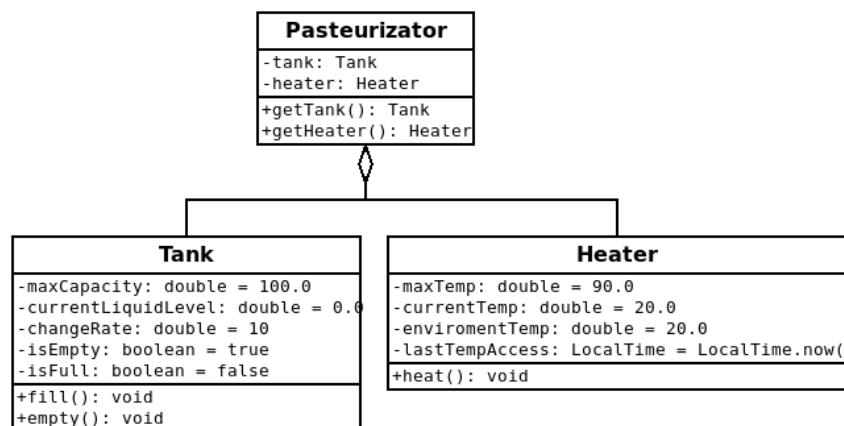 Pasteurizator
-tank: Tank
-heater: Heater
+getTank(): Tank
+getHeater(): Heater
Tank
-maxCapacity: double = 100.0
-currentLiquidLevel: double = 0.0
-changeRate: double = 10
-isEmpty: boolean = true
-isFull: boolean = false
+fill(): void
+empty(): void
Heater
-maxTemp: double = 90.0
-currentTemp: double = 20.0
-enviromentTemp: double = 20.0
-lastTempAccess: LocalTime = LocalTime.now(
+heat(): void